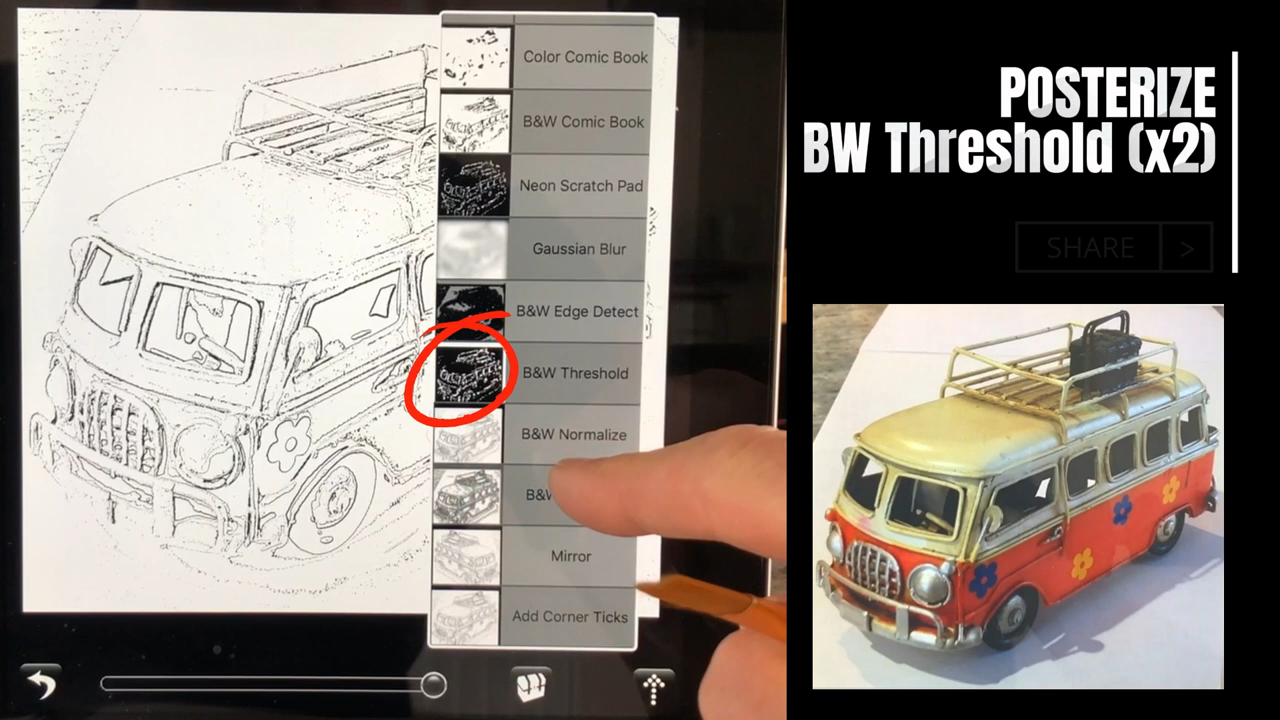 Color Comic Book
B&W Comic Book
Neon Scratch Pad
Gaussian Blur
B&W Edge Detect
B&W Threshold
B&W Normalize
B&W
Mirror
Add Corner Ticks
POSTERIZE
BW Threshold (x2)
SHARE >